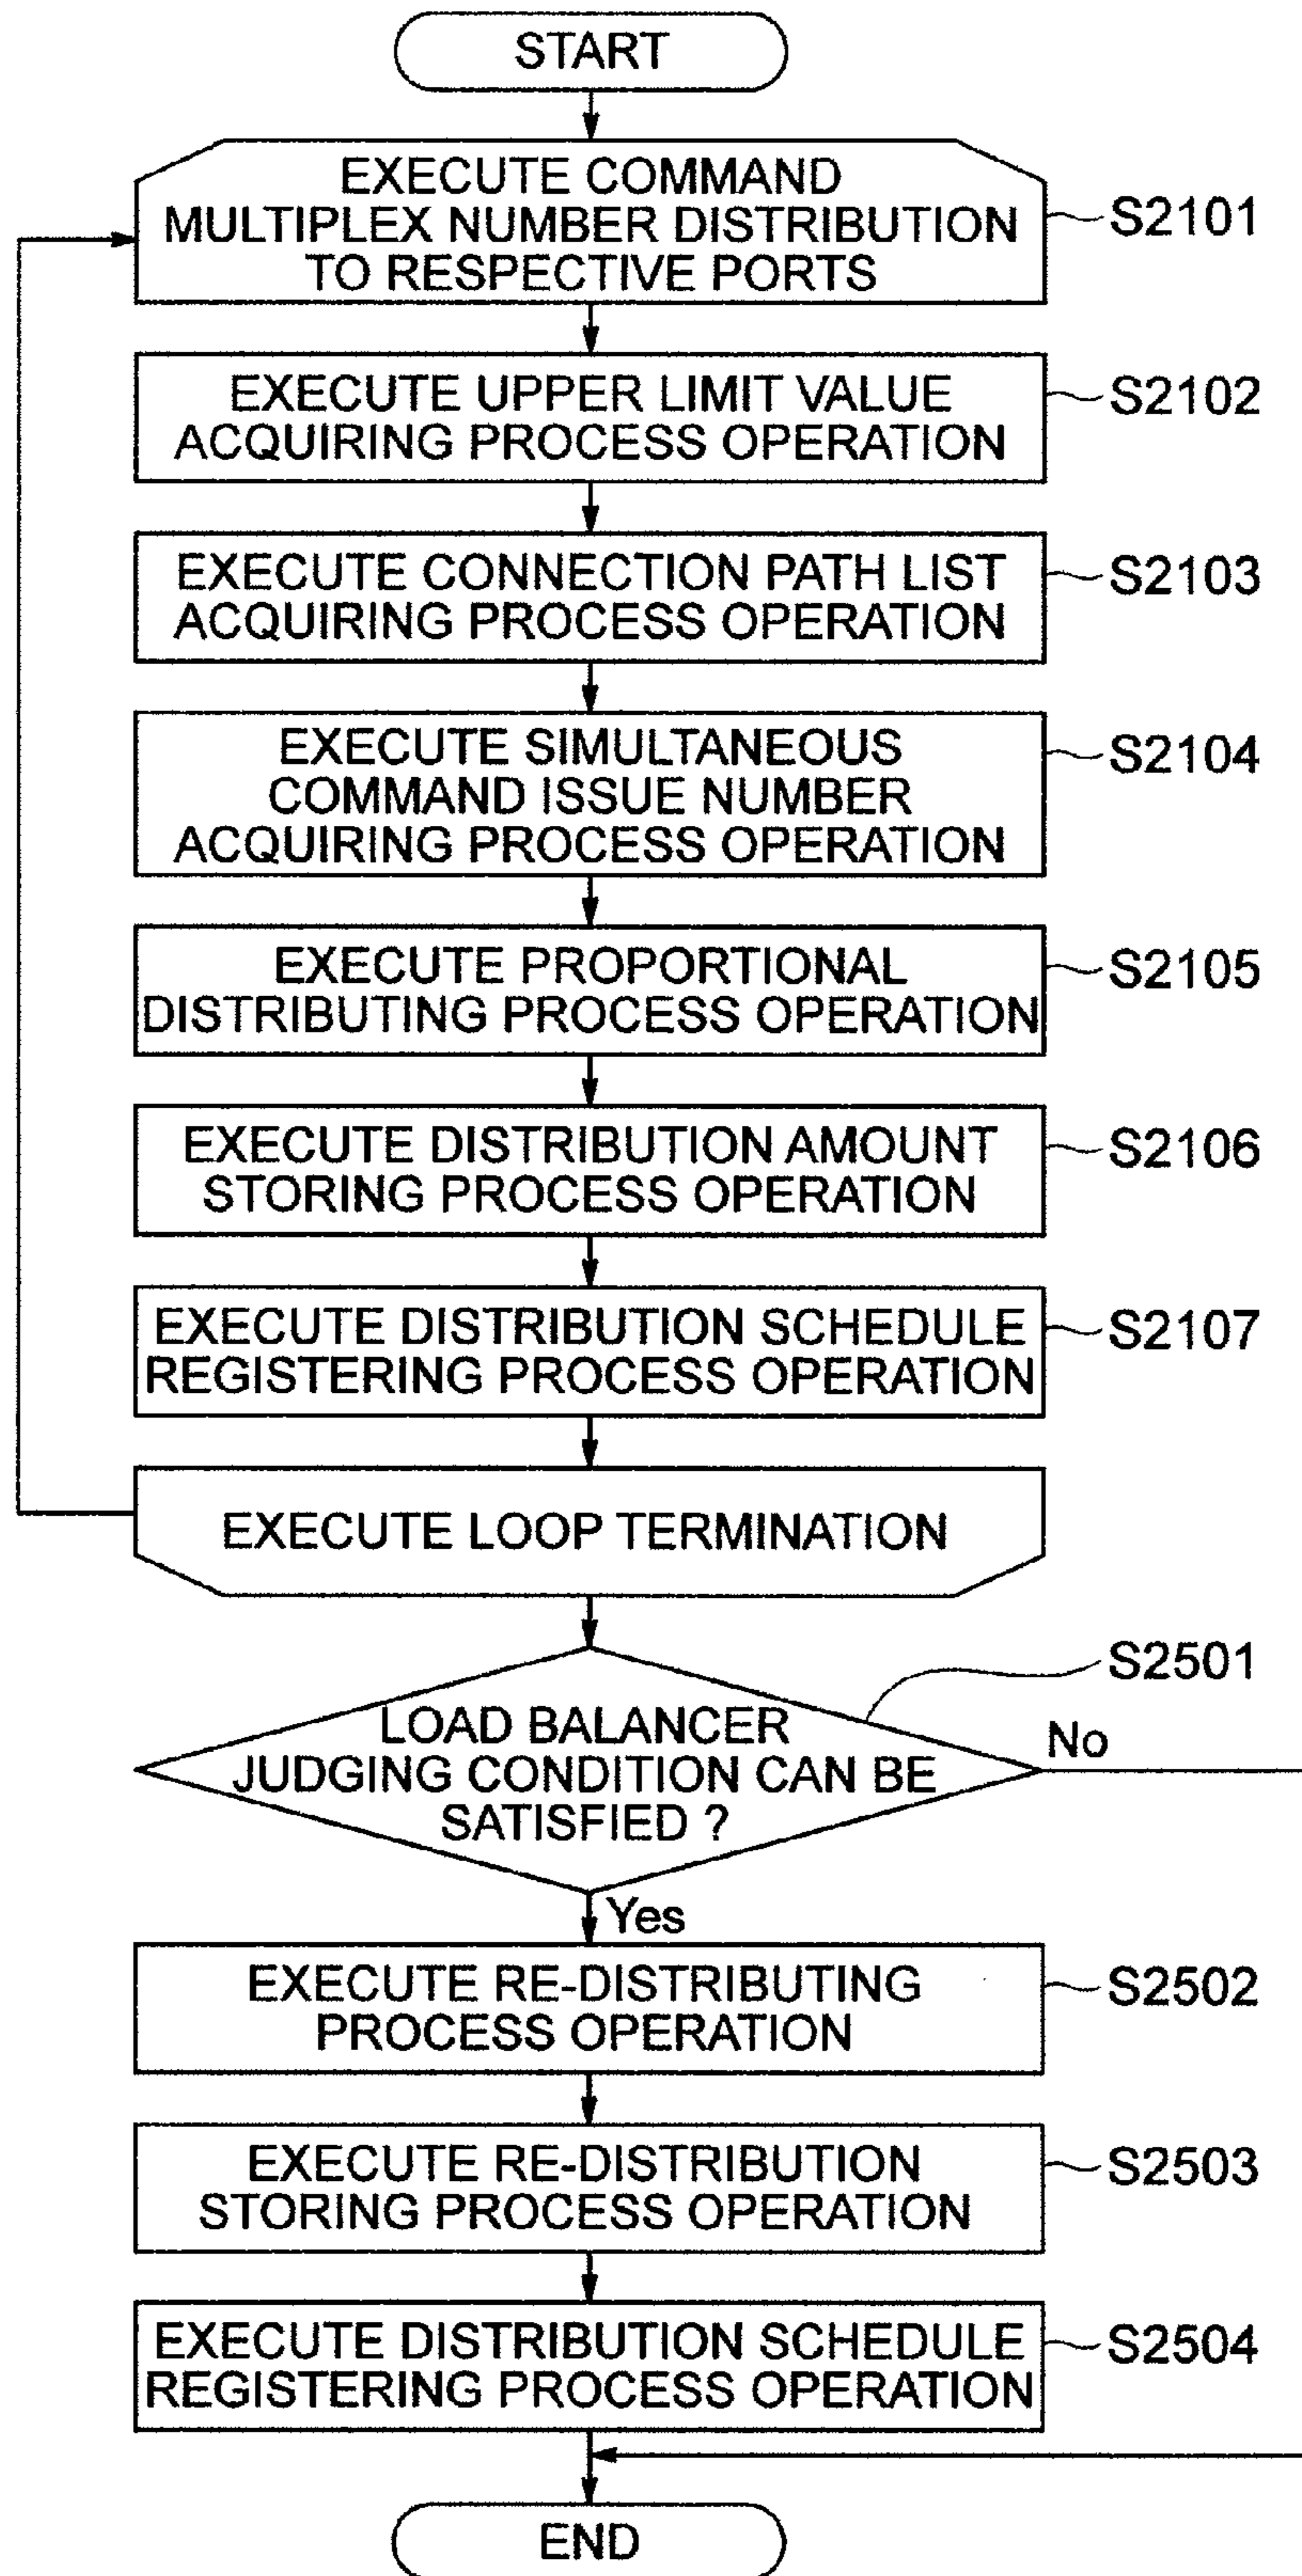 START
EXECUTE COMMAND
MULTIPLEX NUMBER DISTRIBUTION
TO RESPECTIVE PORTS
S2101
EXECUTE UPPER LIMIT VALUE
ACQUIRING PROCESS OPERATION
S2102
EXECUTE CONNECTION PATH LIST
ACQUIRING PROCESS OPERATION
S2103
EXECUTE SIMULTANEOUS
COMMAND ISSUE NUMBER
ACQUIRING PROCESS OPERATION
S2104
EXECUTE PROPORTIONAL
DISTRIBUTING PROCESS OPERATION
S2105
EXECUTE DISTRIBUTION AMOUNT
STORING PROCESS OPERATION
S2106
EXECUTE DISTRIBUTION SCHEDULE
REGISTERING PROCESS OPERATION
S2107
EXECUTE LOOP TERMINATION
S2501
LOAD BALANCER
JUDGING CONDITION CAN BE
SATISFIED ?
No
Yes
EXECUTE RE-DISTRIBUTING
PROCESS OPERATION
S2502
EXECUTE RE-DISTRIBUTION
STORING PROCESS OPERATION
S2503
EXECUTE DISTRIBUTION SCHEDULE
REGISTERING PROCESS OPERATION
S2504
END